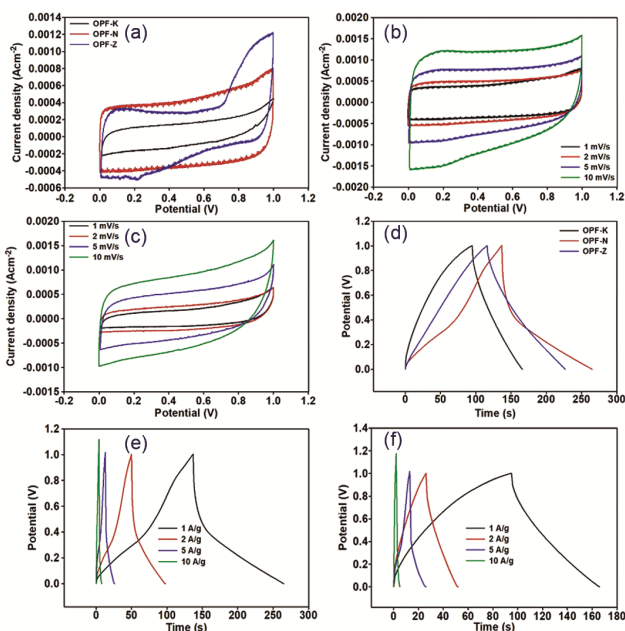 (a)
OPF-K
OPF-N
OPF-Z
Current density (Acm⁻²)
0.0014
0.0012
0.0010
0.0008
0.0006
0.0004
0.0002
0.0000
-0.0002
-0.0004
-0.0006
-0.2 0.0 0.2 0.4 0.6 0.8 1.0 1.2
Potential (V)
(b)
Current density (Acm⁻²)
0.0020
0.0015
0.0010
0.0005
0.0000
-0.0005
-0.0010
-0.0015
-0.0020
1 mV/s
2 mV/s
5 mV/s
10 mV/s
-0.2 0.0 0.2 0.4 0.6 0.8 1.0 1.2
Potential (V)
(c)
1 mV/s
2 mV/s
5 mV/s
10 mV/s
Current density (Acm⁻²)
0.0020
0.0015
0.0010
0.0005
0.0000
-0.0005
-0.0010
-0.0015
-0.2 0.0 0.2 0.4 0.6 0.8 1.0 1.2
Potential (V)
(d)
OPF-K
OPF-N
OPF-Z
Potential (V)
1.2
1.0
0.8
0.6
0.4
0.2
0.0
-50 0 50 100 150 200 250 300
Time (s)
(e)
Potential (V)
1.2
1.0
0.8
0.6
0.4
0.2
0.0
1 A/g
2 A/g
5 A/g
10 A/g
-50 0 50 100 150 200 250 300
Time (s)
(f)
Potential (V)
1.4
1.2
1.0
0.8
0.6
0.4
0.2
0.0
1 A/g
2 A/g
5 A/g
10 A/g
-20 0 20 40 60 80 100 120 140 160 180
Time (s)